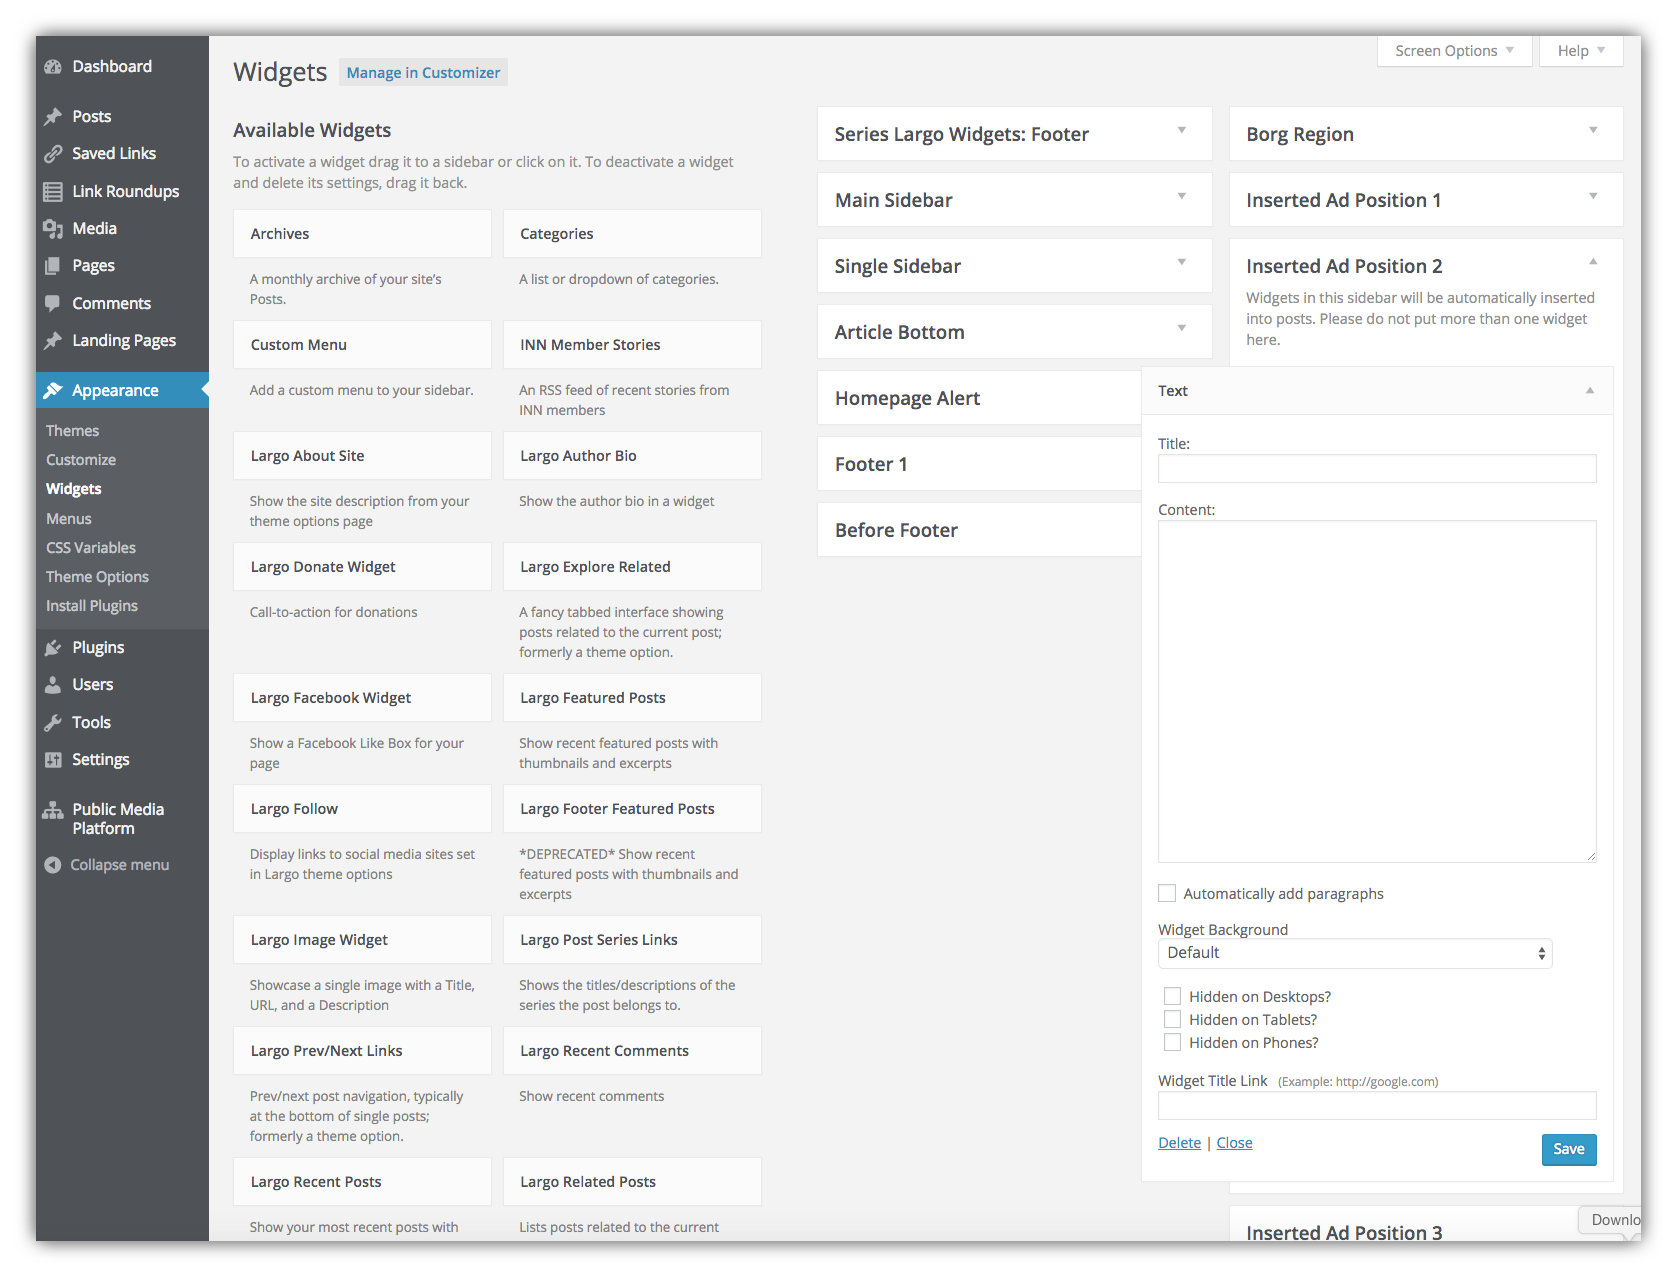 Dashboard
Posts
Saved Links
Link Roundups
Media
Pages
Comments
Landing Pages
Appearance
Themes
Customize
Widgets
Menus
CSS Variables
Theme Options
Install Plugins
Plugins
Users
Tools
Settings
Public Media
Platform
Collapse menu
Screen Options
Help
Widgets
Manage in Customizer
Available Widgets
To activate a widget drag it to a sidebar or click on it. To deactivate a widget
and delete its settings, drag it back.
Archives
A monthly archive of your site's
Posts.
Categories
A list or dropdown of categories.
Custom Menu
Add a custom menu to your sidebar.
INN Member Stories
An RSS feed of recent stories from
INN members
Largo About Site
Show the site description from your
theme options page
Largo Author Bio
Show the author bio in a widget
Largo Donate Widget
Call-to-action for donations
Largo Explore Related
A fancy tabbed interface showing
posts related to the current post;
formerly a theme option.
Largo Facebook Widget
Show a Facebook Like Box for your
page
Largo Featured Posts
Show recent featured posts with
thumbnails and excerpts
Largo Follow
Display links to social media sites set
in Largo theme options
Largo Footer Featured Posts
*DEPRECATED* Show recent
featured posts with thumbnails and
excerpts
Largo Image Widget
Showcase a single image with a Title,
URL, and a Description
Largo Post Series Links
Shows the titles/descriptions of the
series the post belongs to.
Largo Prev/Next Links
Prev/next post navigation, typically
at the bottom of single posts;
formerly a theme option.
Largo Recent Comments
Show recent comments
Largo Recent Posts
Show your most recent posts with
Largo Related Posts
Lists posts related to the current
Series Largo Widgets: Footer
Main Sidebar
Single Sidebar
Article Bottom
Homepage Alert
Footer 1
Before Footer
Borg Region
Inserted Ad Position 1
Inserted Ad Position 2
Widgets in this sidebar will be automatically inserted
into posts. Please do not put more than one widget
here.
Text
Title:
Content:
Automatically add paragraphs
Widget Background
Default
Hidden on Desktops?
Hidden on Tablets?
Hidden on Phones?
Widget Title Link (Example: http://google.com)
Delete | Close
Save
Inserted Ad Position 3
Downlo